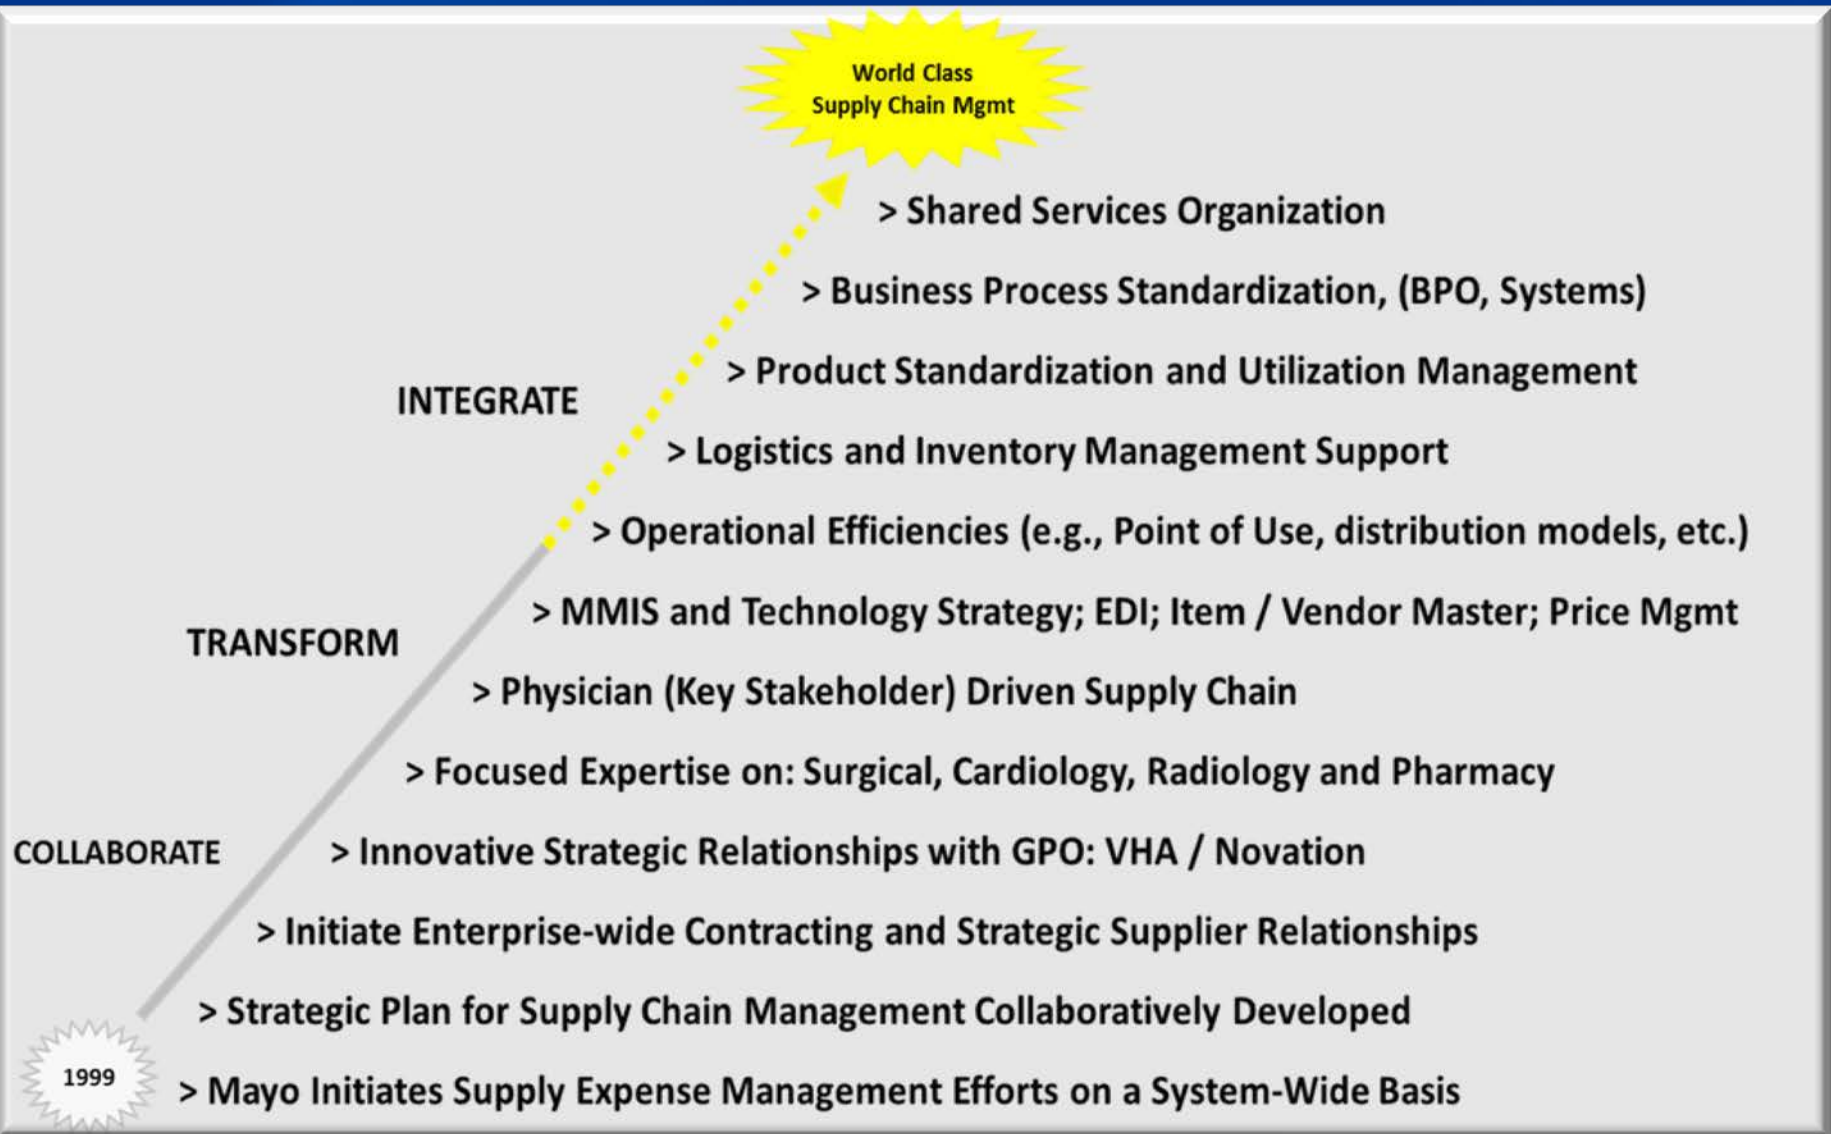 World Class
Supply Chain Mgmt
> Shared Services Organization
> Business Process Standardization, (BPO, Systems)
> Product Standardization and Utilization Management
INTEGRATE
> Logistics and Inventory Management Support
> Operational Efficiencies (e.g., Point of Use, distribution models, etc.)
> MMIS and Technology Strategy; EDI; Item / Vendor Master; Price Mgmt
TRANSFORM
> Physician (Key Stakeholder) Driven Supply Chain
> Focused Expertise on: Surgical, Cardiology, Radiology and Pharmacy
COLLABORATE
> Innovative Strategic Relationships with GPO: VHA / Novation
> Initiate Enterprise-wide Contracting and Strategic Supplier Relationships
> Strategic Plan for Supply Chain Management Collaboratively Developed
1999
> Mayo Initiates Supply Expense Management Efforts on a System-Wide Basis